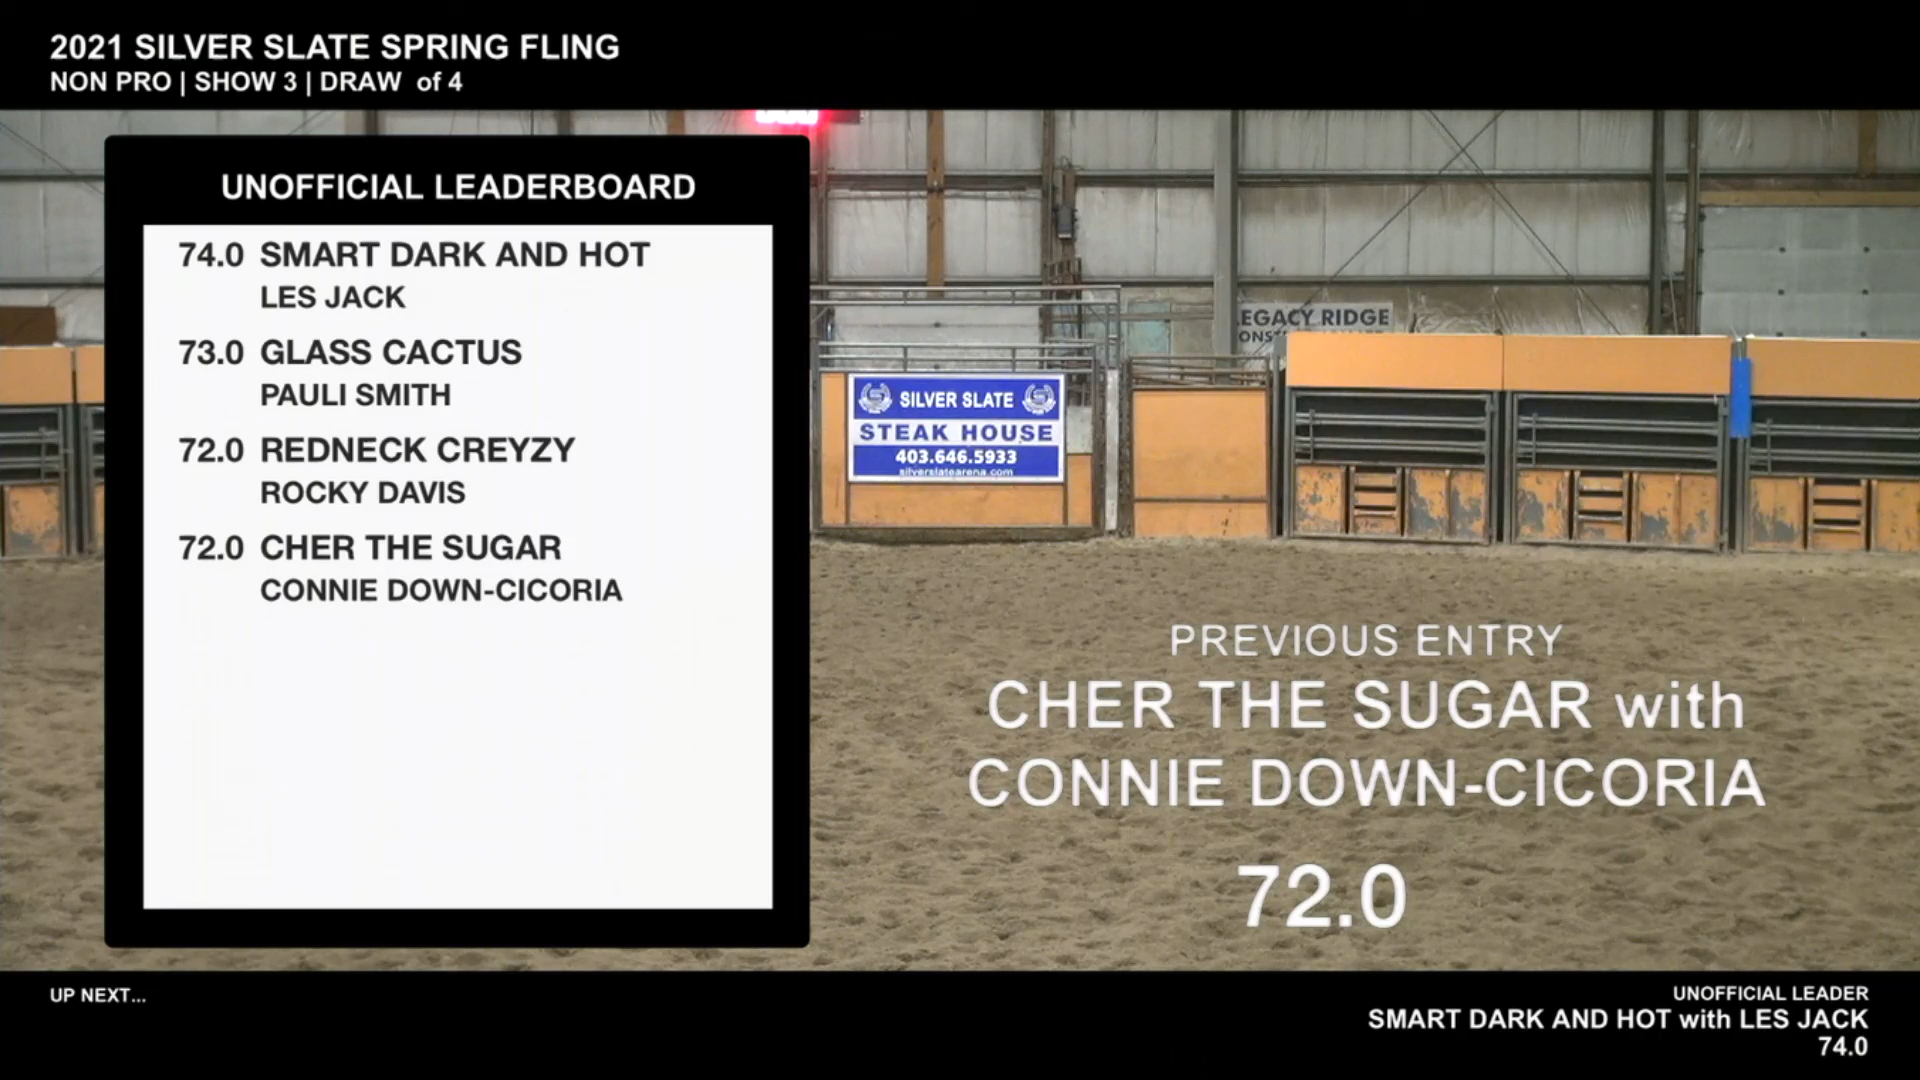 2021 SILVER SLATE SPRING FLING
NON PRO | SHOW 3 | DRAW of 4
UNOFFICIAL LEADERBOARD
74.0 SMART DARK AND HOT
LES JACK
73.0 GLASS CACTUS
PAULI SMITH
72.0 REDNECK CREYZY
ROCKY DAVIS
72.0 CHER THE SUGAR
CONNIE DOWN-CICORIA
EGACY RIDGE
SILVER SLATE
STEAK HOUSE
403.646.5933
silverslatearena.com
PREVIOUS ENTRY
CHER THE SUGAR with
CONNIE DOWN-CICORIA
72.0
UP NEXT...
UNOFFICIAL LEADER
SMART DARK AND HOT with LES JACK
74.0